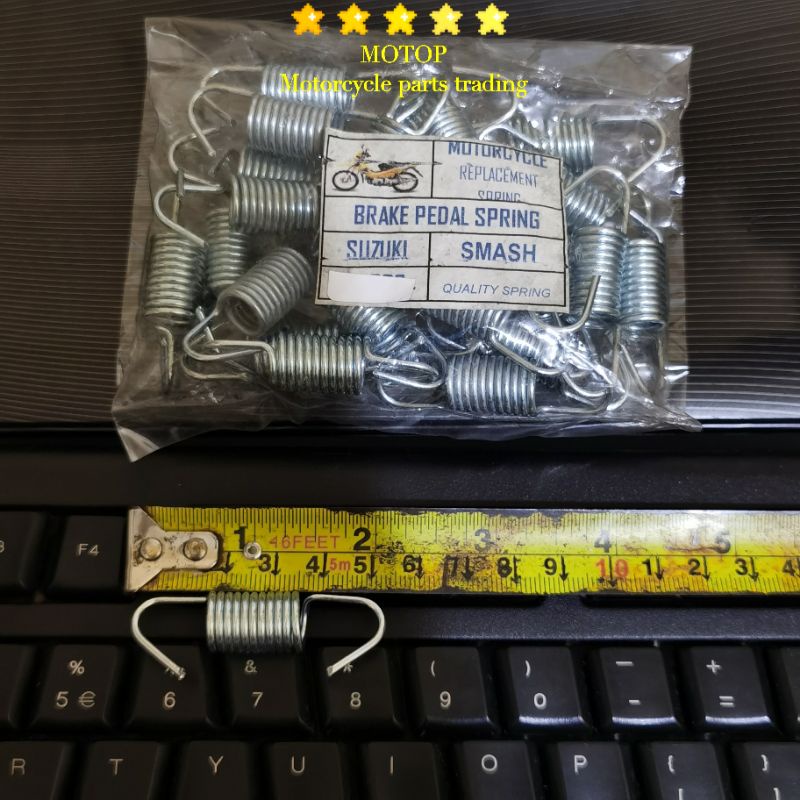 MOTOP
Motorcycle parts trading
MOTORCYCLE
REPLACEMENT
SPRING
BRAKE PEDAL SPRING
SUZUKI
SMASH
QUALITY SPRING
1 46FEET 2 3 4 5
3 4 5m 5 6 7 8 9 10 1 2 3 4
F4
% & * ( ) — +
5 € 6 7 8 9 0 - =
R T Y U I O P { [ }